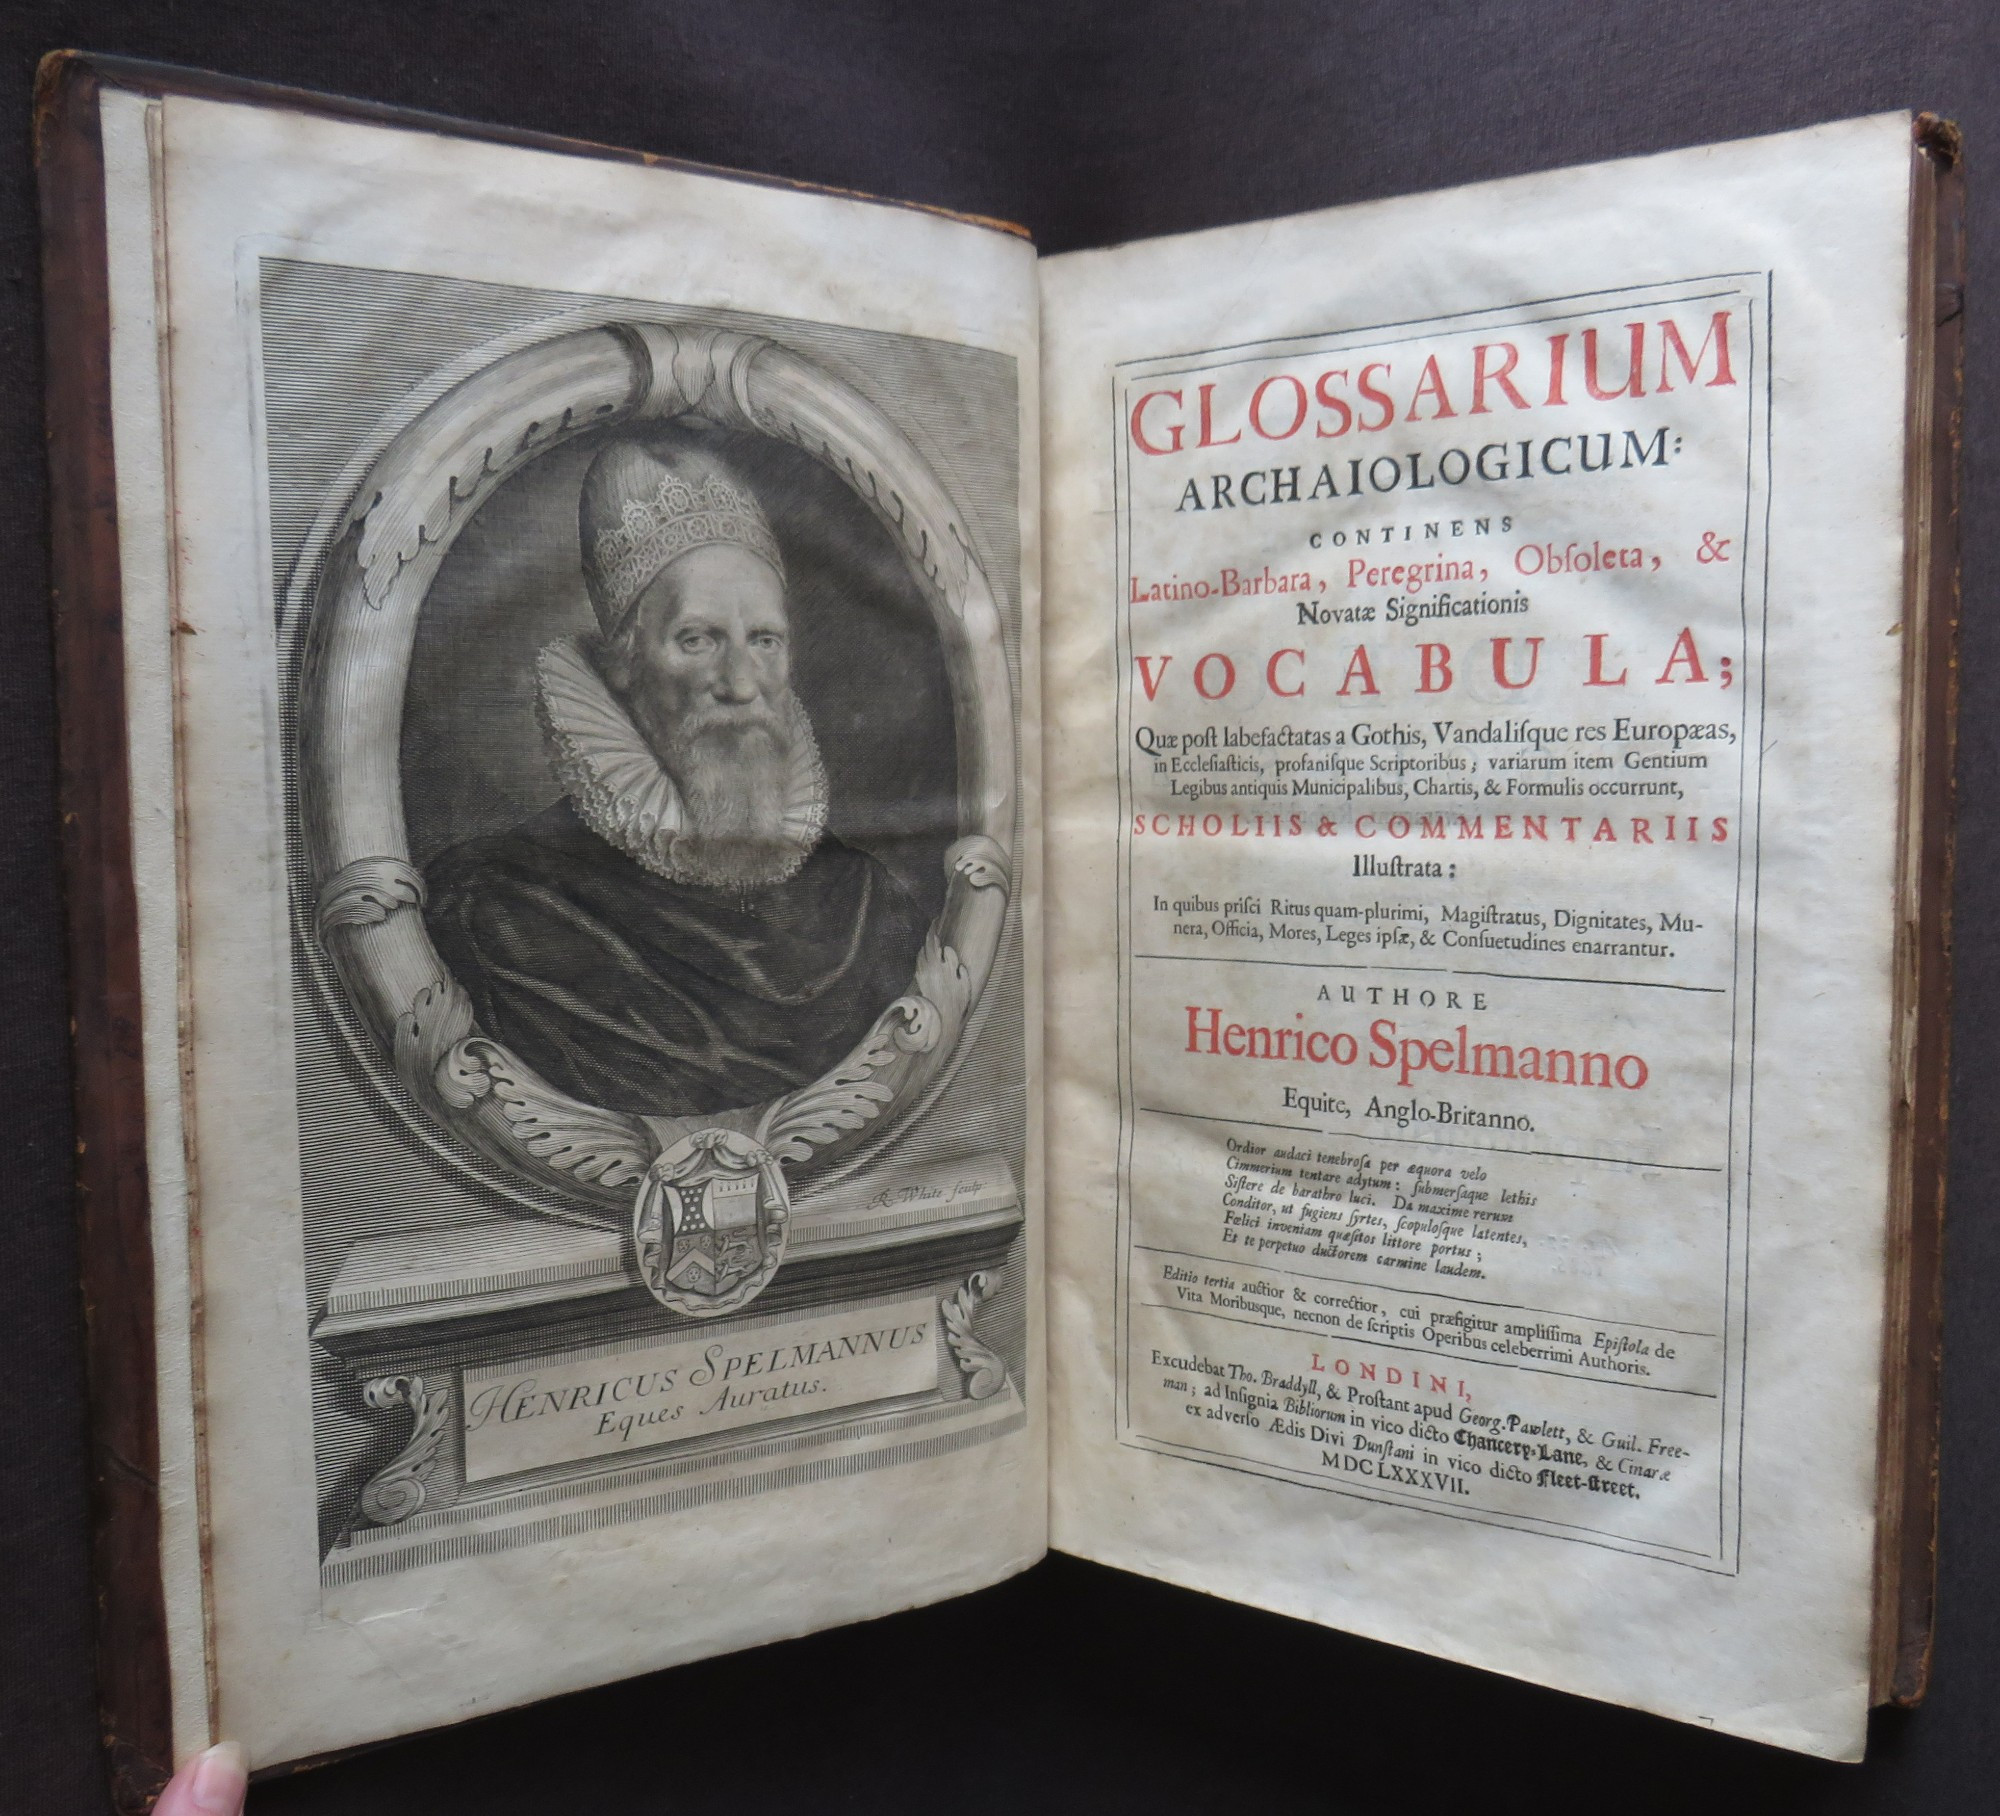 R White sculp:
HENRICUS SPELMANNUS
Eques Auratus.
GLOSSARIUM
ARCHAIOLOGICUM:
CONTINENS
Latino-Barbara, Peregrina, Obſoleta, &
Novatæ Significationis
VOCABULA;
Quæ poſt labefactatas a Gothis, Vandaliſque res Europæas,
in Eccleſiaſticis, profaniſque Scriptoribus; variarum item Gentium
Legibus antiquis Municipalibus, Chartis, & Formulis occurrunt,
SCHOLIIS & COMMENTARIIS
Illuſtrata:
In quibus priſci Ritus quam-plurimi, Magiſtratus, Dignitates, Mu-
nera, Officia, Mores, Leges ipſæ, & Conſuetudines enarrantur.
AUTHORE
Henrico Spelmanno
Equite, Anglo-Britanno.
Ordior audaci tenebroſa per æquora velo
Cimmerium tentare adytum: ſubmerſaque lethis
Siſtere de barathro luci. Da maxime rerum
Conditor, ut fugiens ſyrtes, ſcopuloſque latentes,
Fœlici inveniam quæſitos littore portus;
Et te perpetuo ductorem carmine laudem.
Editio tertia auctior & correctior, cui præfigitur ampliſſima Epiſtola de
Vita Moribusque, necnon de ſcriptis Operibus celeberrimi Authoris.
LONDINI,
Excudebat Tho. Braddyll, & Proſtant apud Georg. Pawlett, & Guil. Free-
man; ad Inſignia Bibliorum in vico dicto Chancery-Lane, & Cinaræ
ex adverſo Ædis Divi Dunſtani in vico dicto Fleet-ſtreet.
MDCLXXXVII.